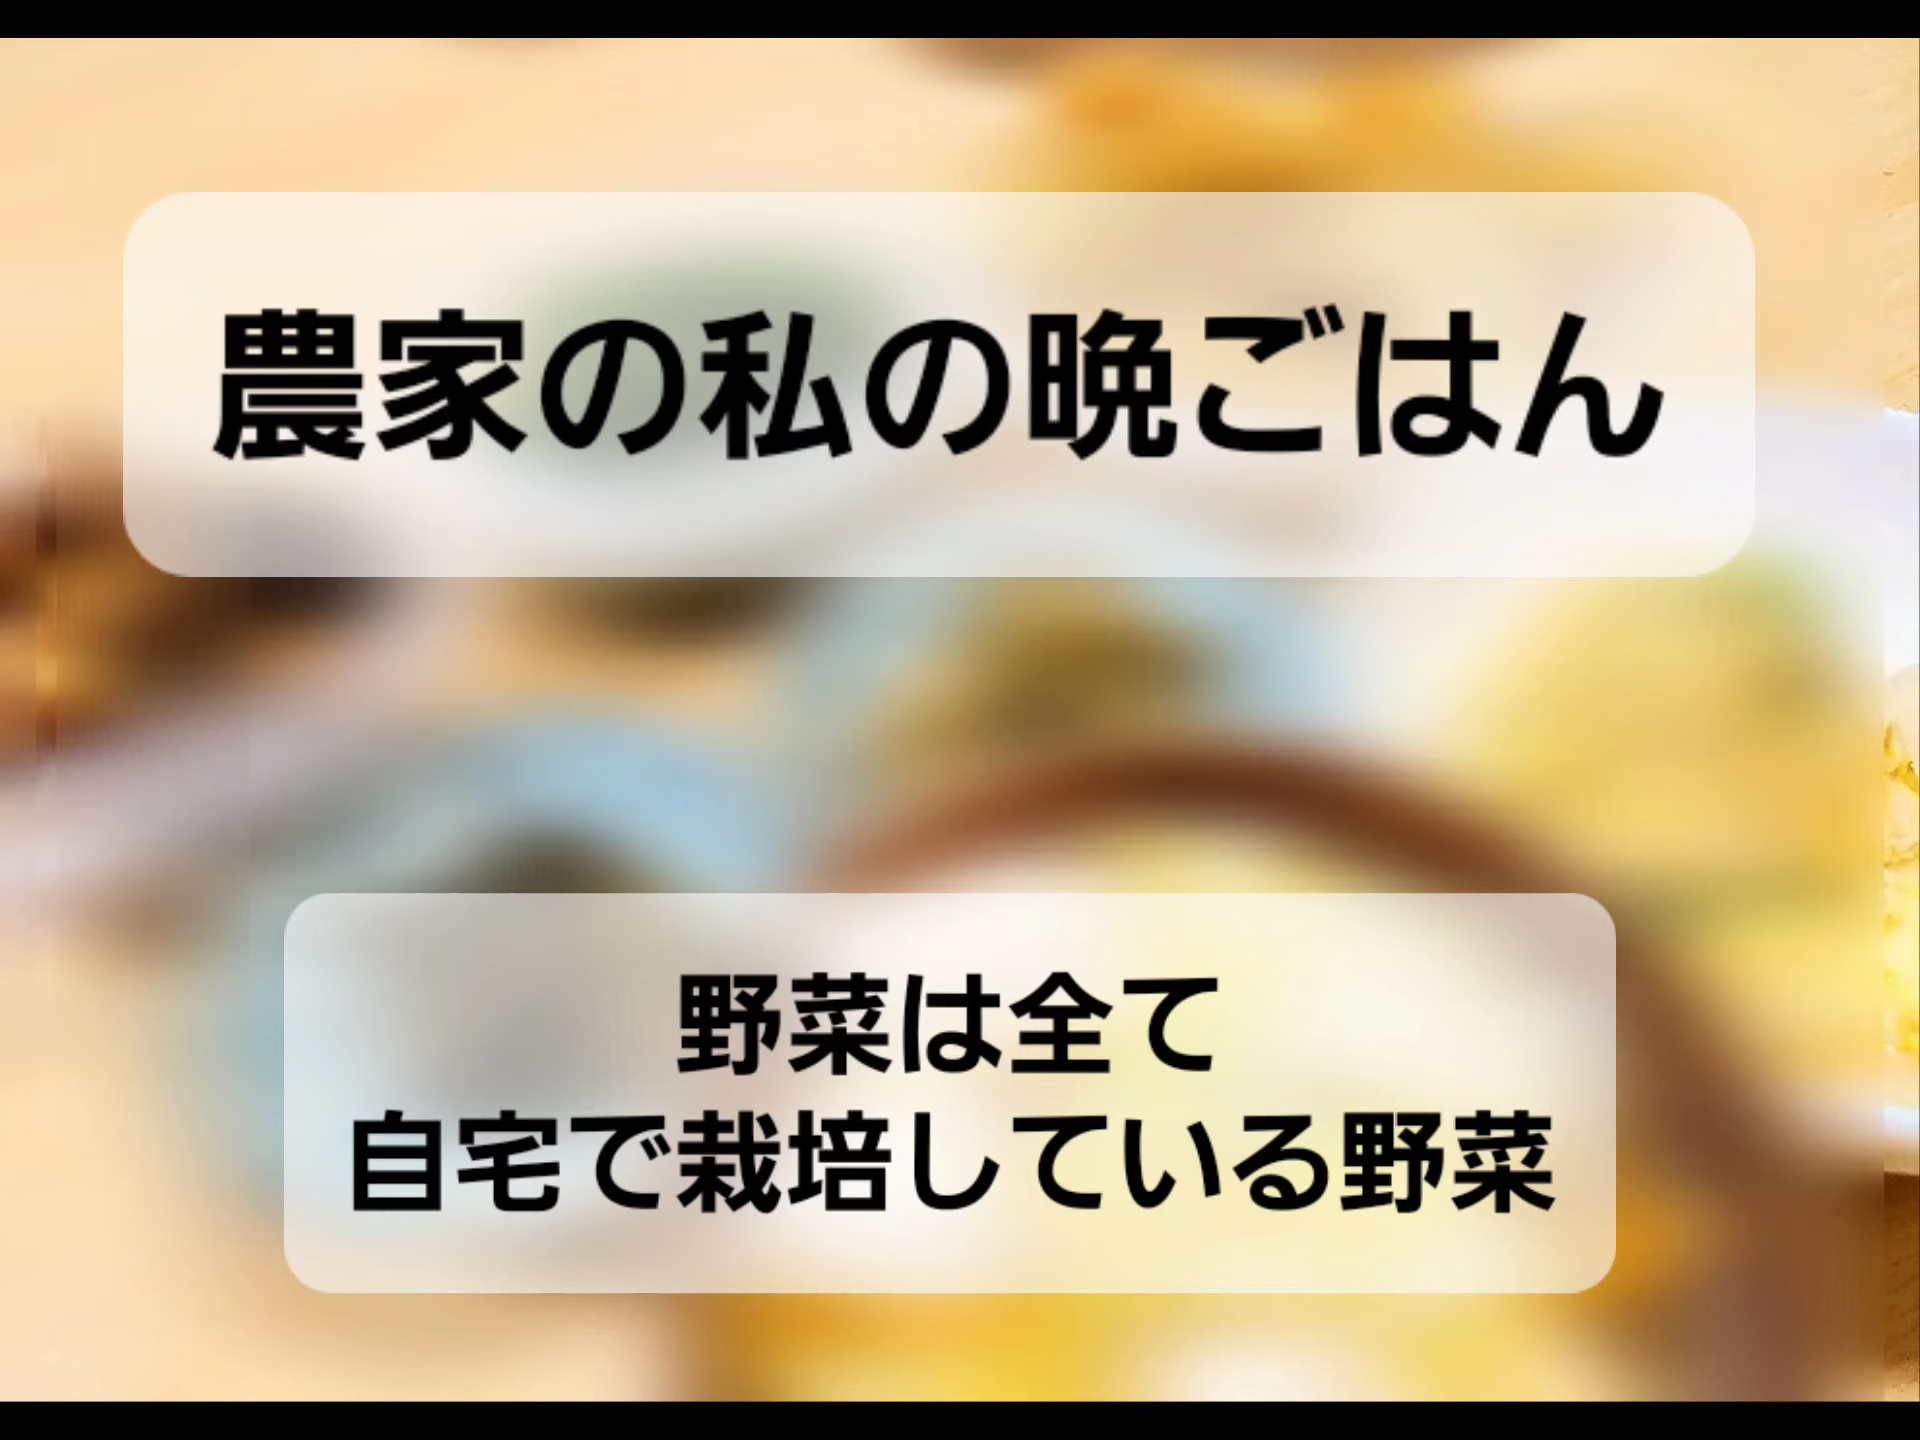 農家の私の晩ごはん
野菜は全て
自宅で栽培している野菜